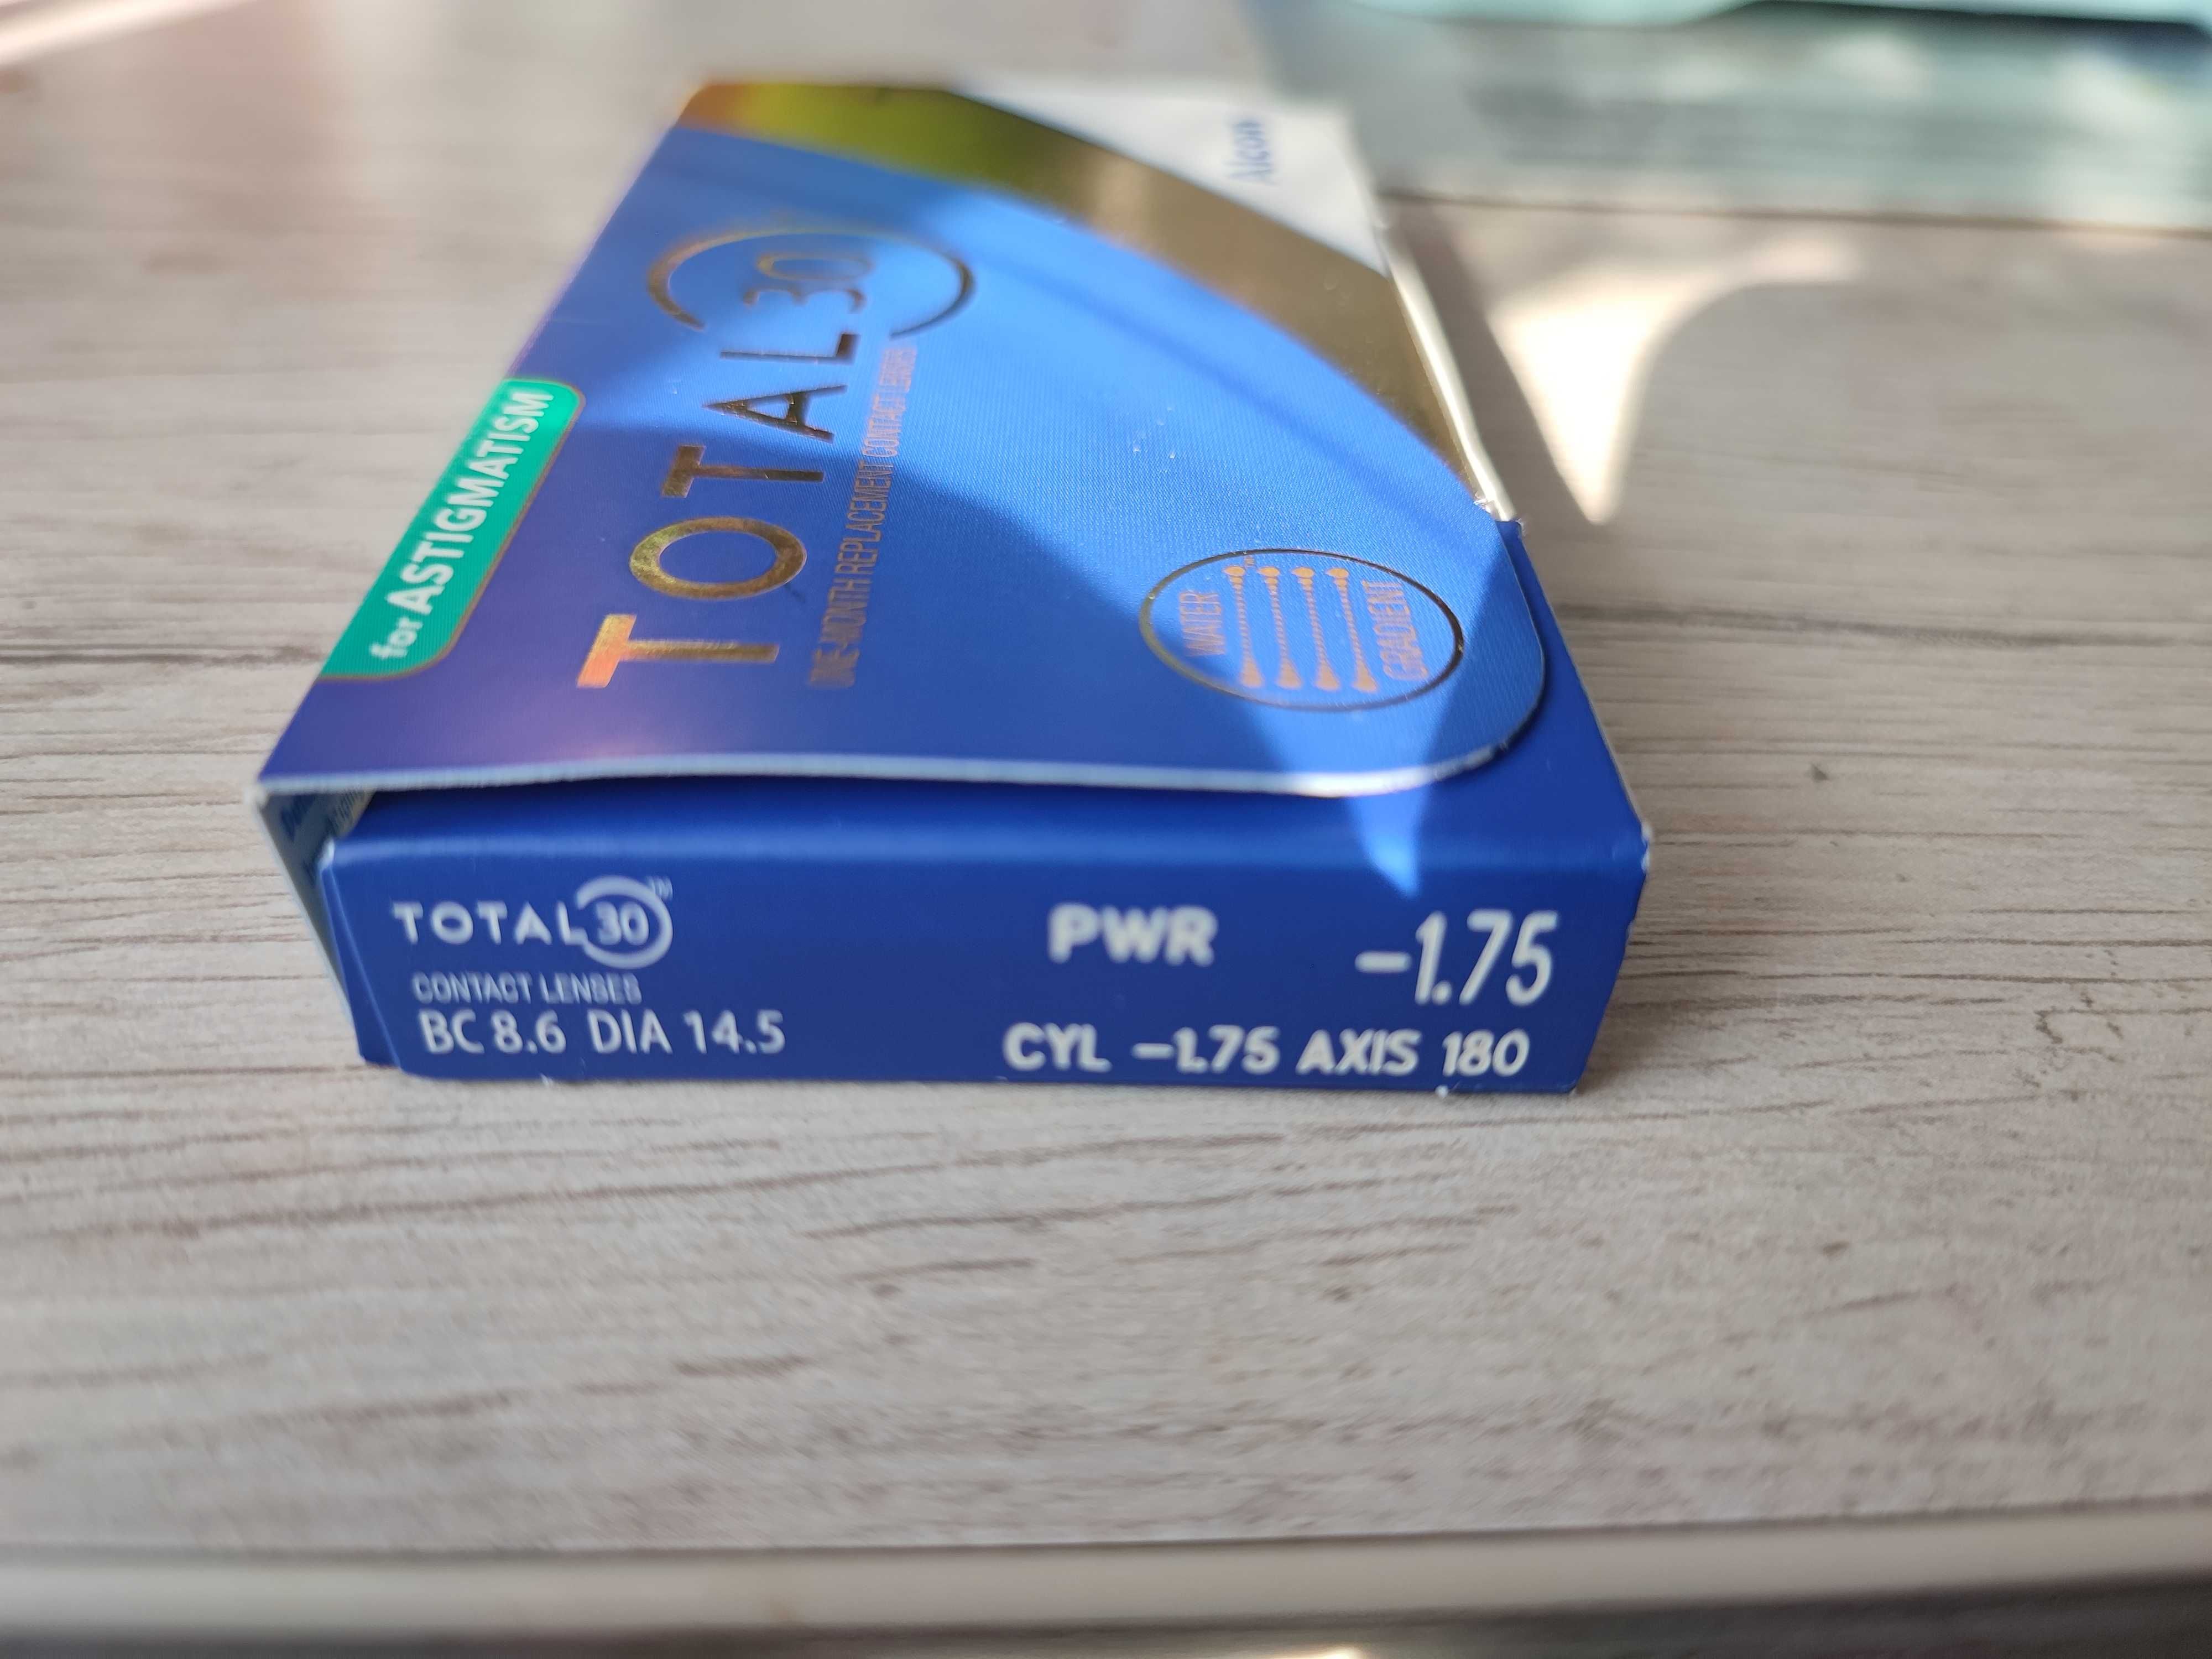 Alcon
for ASTIGMATISM
TOTAL30
ONE-MONTH REPLACEMENT CONTACT LENSES
WATER
GRADIENT
TOTAL30™
CONTACT LENSES
BC 8.6 DIA 14.5
PWR -1.75
CYL -1.75 AXIS 180